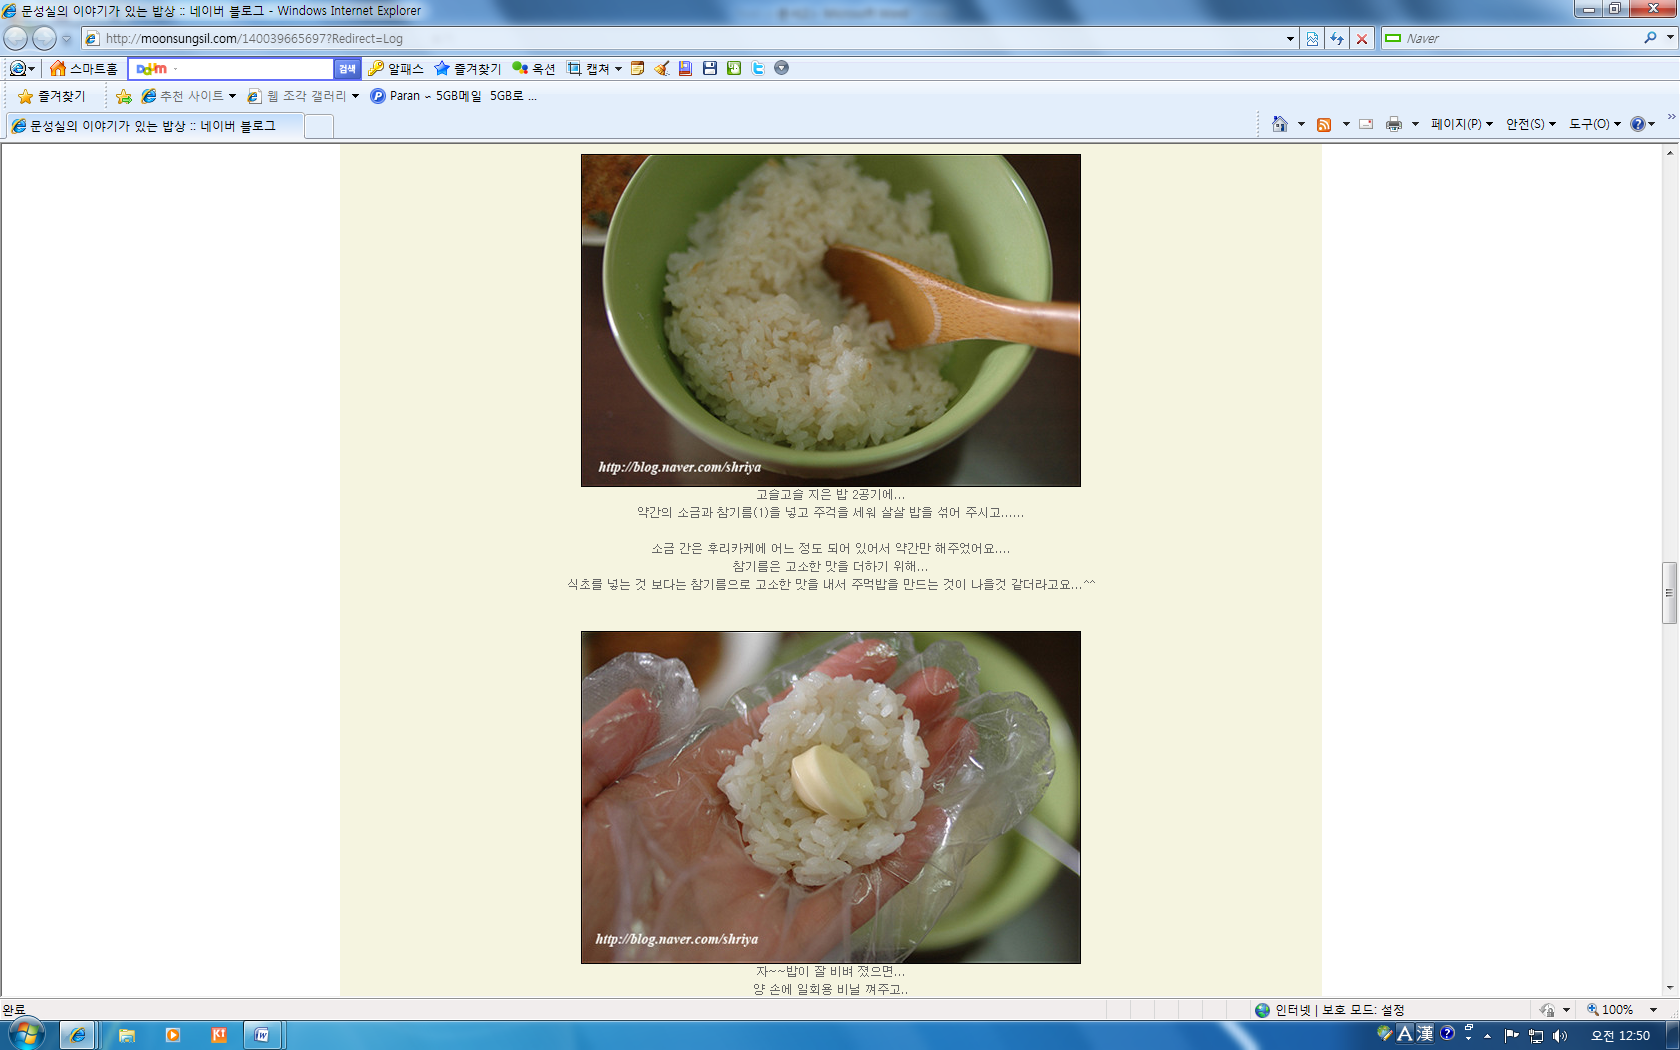 문성실의 이야기가 있는 밥상 :: 네이버 블로그 - Windows Internet Explorer
http://moonsungsil.com/140039665697?Redirect=Log
Naver
스마트홈
Daum
검색
알패스
즐겨찾기
옥션
캡쳐
즐겨찾기
추천 사이트
웹 조각 갤러리
Paran - 5GB메일 5GB로 ...
문성실의 이야기가 있는 밥상 :: 네이버 블로그
페이지(P)
안전(S)
도구(O)
http://blog.naver.com/shriya
고슬고슬 지은 밥 2공기에...
약간의 소금과 참기름(1)을 넣고 주걱을 세워 살살 밥을 섞어 주시고......
소금 간은 후리카케에 어느 정도 되어 있어서 약간만 해주었어요....
참기름은 고소한 맛을 더하기 위해...
식초를 넣는 것 보다는 참기름으로 고소한 맛을 내서 주먹밥을 만드는 것이 나을것 같더라고요...^^
http://blog.naver.com/shriya
자~~밥이 잘 비벼 졌으면...
양 손에 일회용 비닐 껴주고..
완료
인터넷 | 보호 모드: 설정
100%
A 漢
오전 12:50